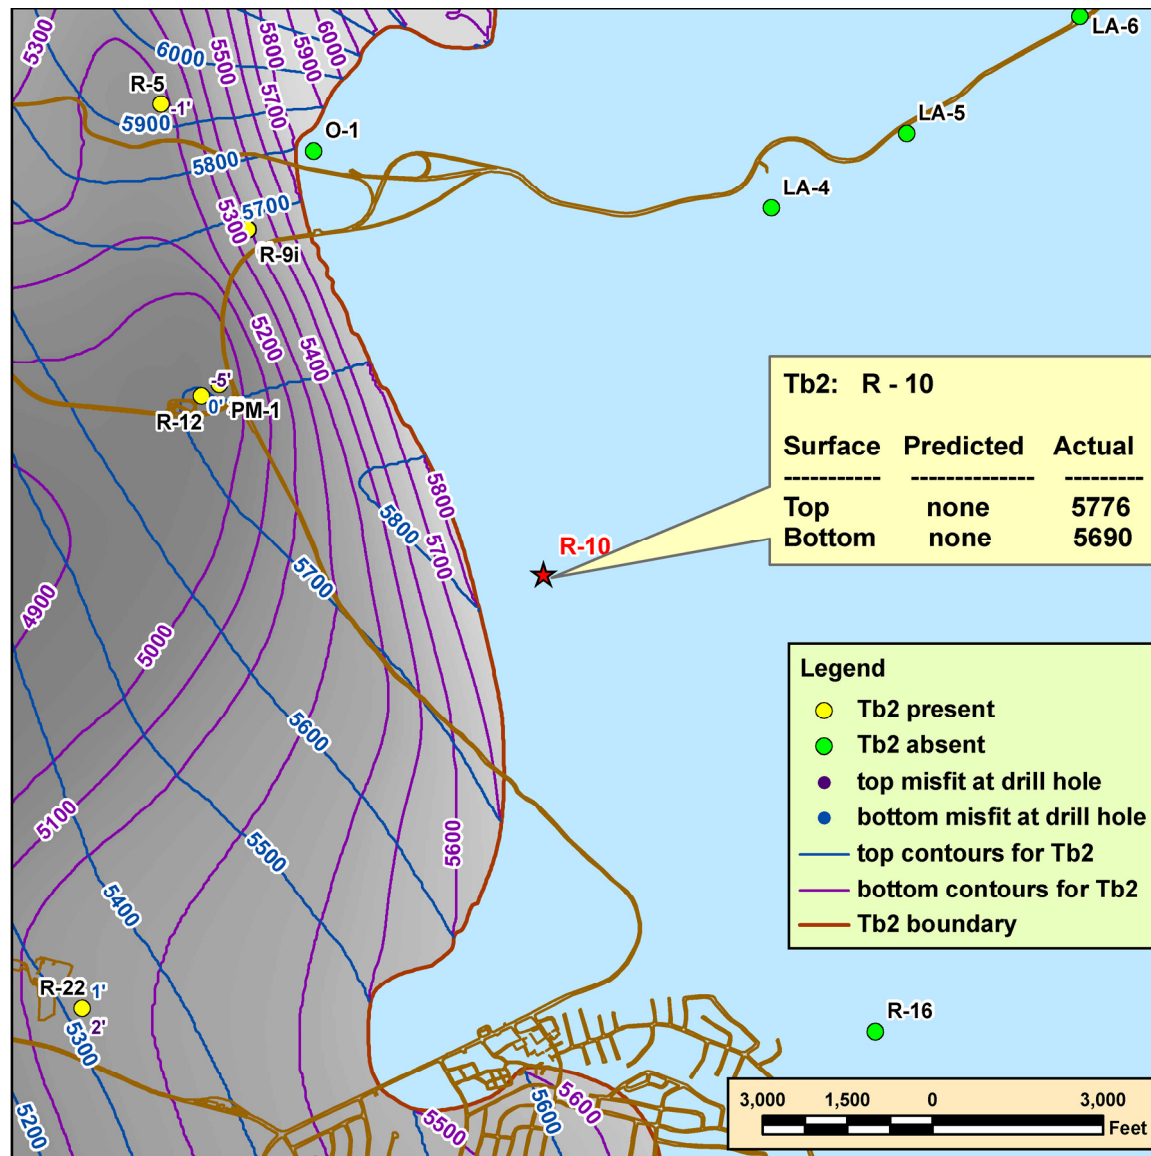 5300
6000
5500
5800
5900
6000
LA-6
R-5
-1'
5900
5700
O-1
LA-5
5800
LA-4
5300
5700
R-9i
5200
5400
-5'
0'
R-12
PM-1
Tb2: R - 10
Surface Predicted Actual
----------- -------------- ---------
Top none 5776
Bottom none 5690
5800
5800
5700
R-10
5700
4900
5000
5600
5100
5600
5500
5400
Legend
Tb2 present
Tb2 absent
top misfit at drill hole
bottom misfit at drill hole
top contours for Tb2
bottom contours for Tb2
Tb2 boundary
R-22
1'
2'
5300
R-16
5200
5500
5600
5600
3,000 1,500 0 3,000
Feet